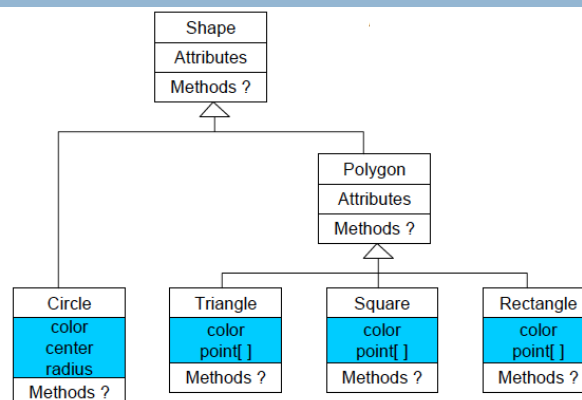 Shape
Attributes
Methods ?
Polygon
Attributes
Methods ?
Circle
color
center
radius
Methods ?
Triangle
color
point[ ]
Methods ?
Square
color
point[ ]
Methods ?
Rectangle
color
point[ ]
Methods ?